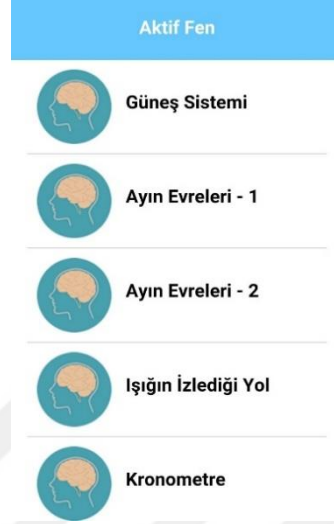 Aktif Fen
Güneş Sistemi
Ayın Evreleri - 1
Ayın Evreleri - 2
Işığın İzlediği Yol
Kronometre